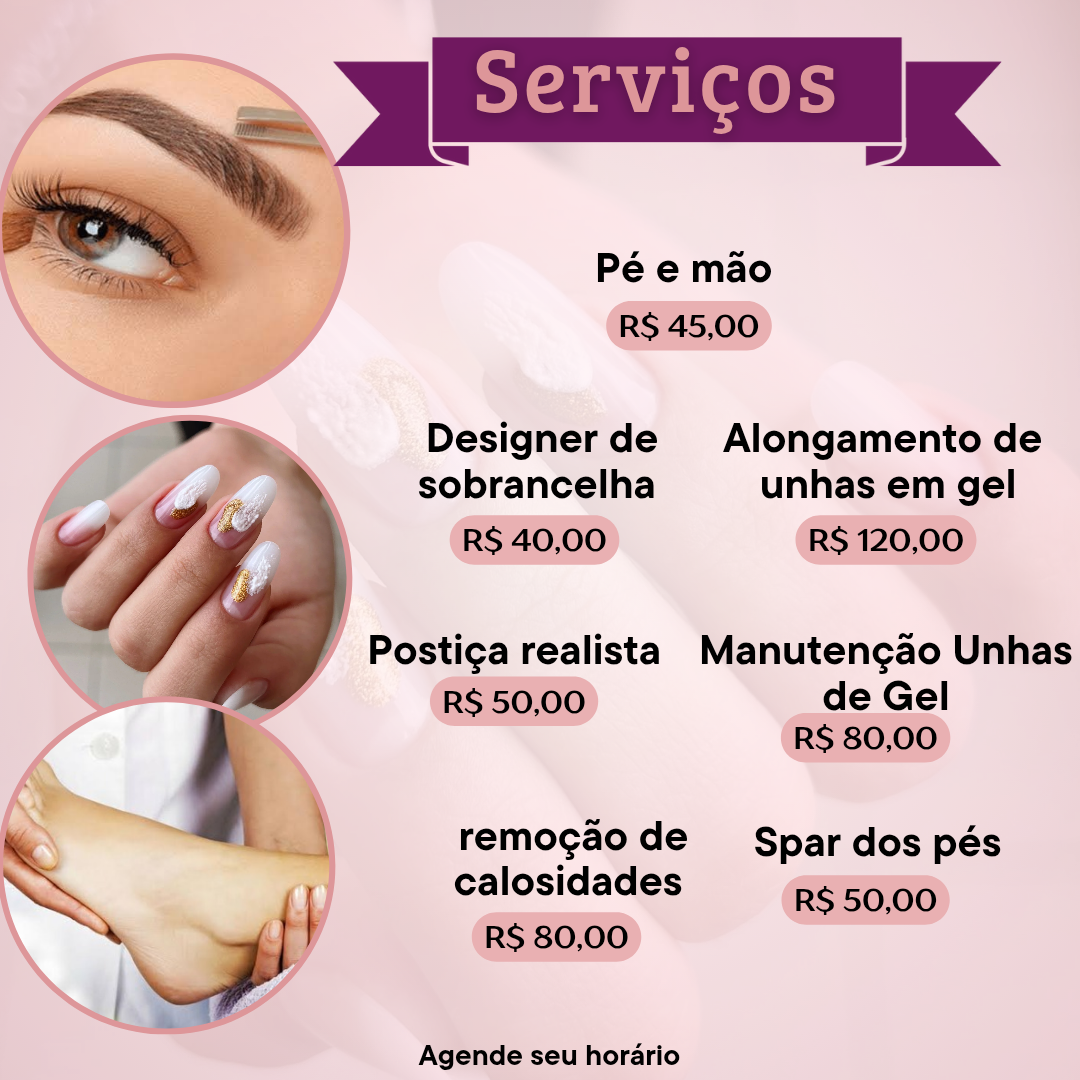 Serviços
Pé e mão
R$ 45,00
Designer de
sobrancelha
R$ 40,00
Alongamento de
unhas em gel
R$ 120,00
Postiça realista
R$ 50,00
Manutenção Unhas
de Gel
R$ 80,00
remoção de
calosidades
R$ 80,00
Spar dos pés
R$ 50,00
Agende seu horário